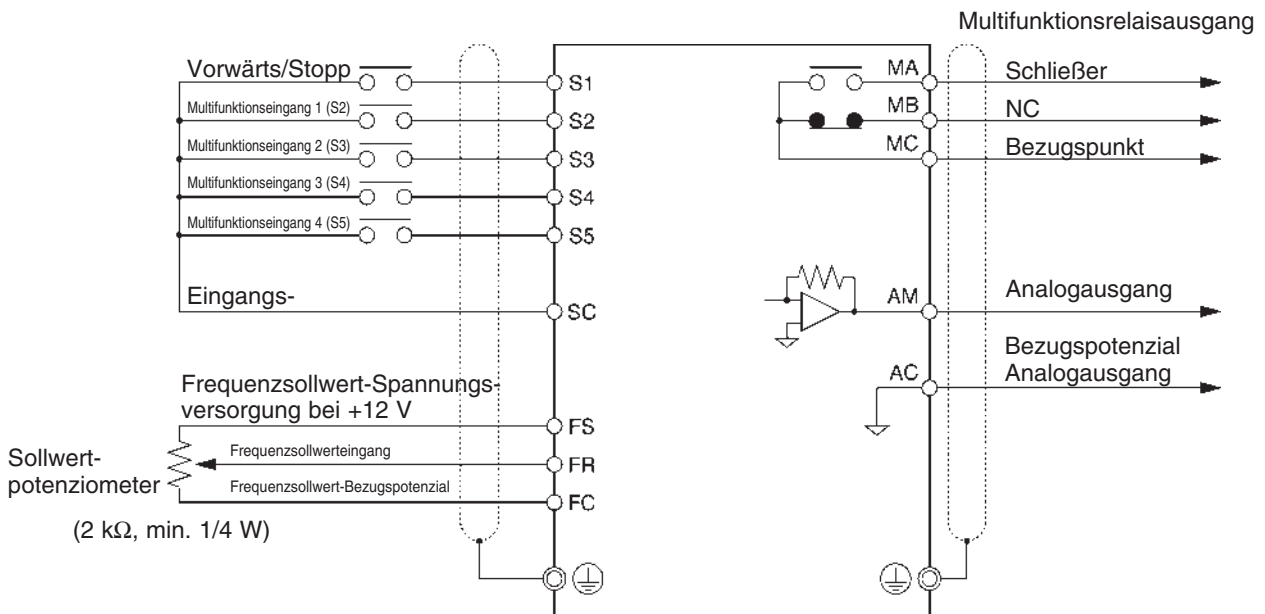 Multifunktionsrelaisausgang
Vorwärts/Stopp
S1
Multifunktionseingang 1 (S2)
S2
Multifunktionseingang 2 (S3)
S3
Multifunktionseingang 3 (S4)
S4
Multifunktionseingang 4 (S5)
S5
Eingangs-
SC
MA
Schließer
MB
NC
MC
Bezugspunkt
AM
Analogausgang
AC
Bezugspotenzial
Analogausgang
Frequenzsollwert-Spannungs-
versorgung bei +12 V
FS
Frequenzsollwerteingang
FR
Frequenzsollwert-Bezugspotenzial
FC
Sollwert-
potenziometer
(2 kΩ, min. 1/4 W)